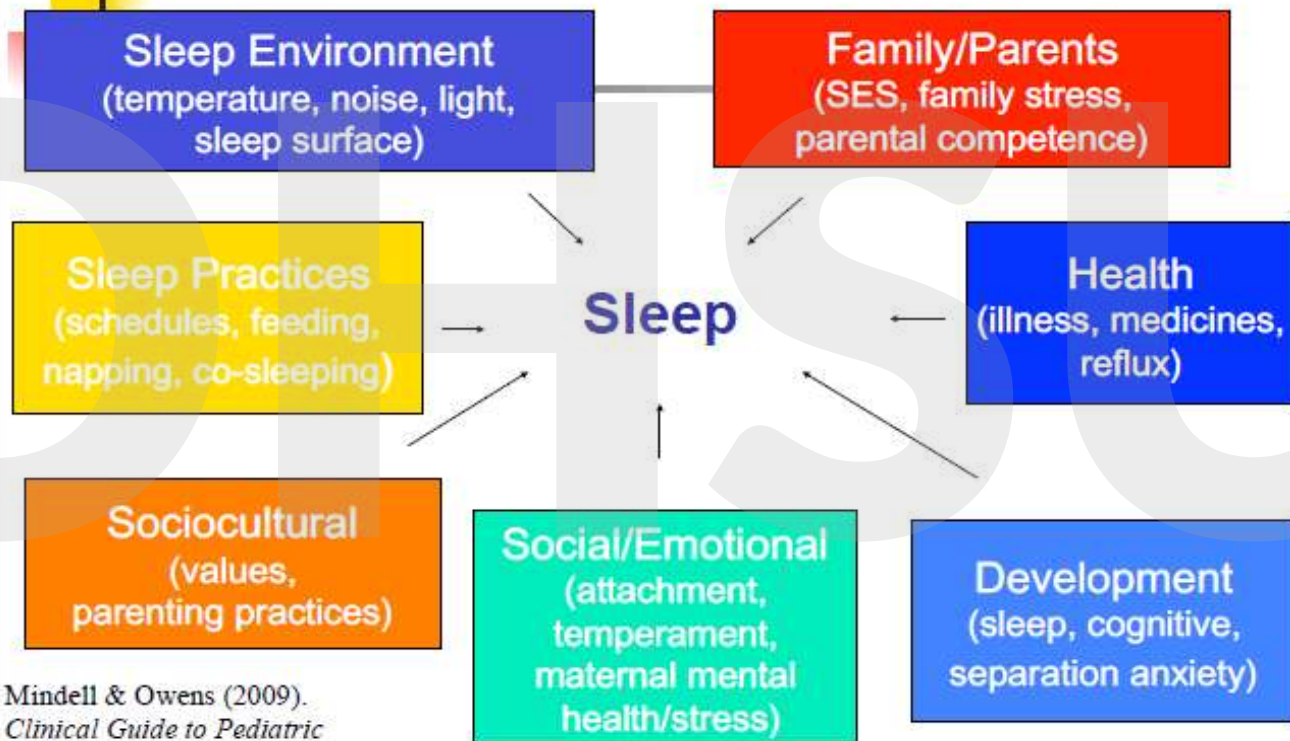 Sleep Environment
(temperature, noise, light,
sleep surface)
Family/Parents
(SES, family stress,
parental competence)
Sleep Practices
(schedules, feeding,
napping, co-sleeping)
Sleep
Health
(illness, medicines,
reflux)
Sociocultural
(values,
parenting practices)
Social/Emotional
(attachment,
temperament,
maternal mental
health/stress)
Development
(sleep, cognitive,
separation anxiety)
Mindell & Owens (2009).
Clinical Guide to Pediatric